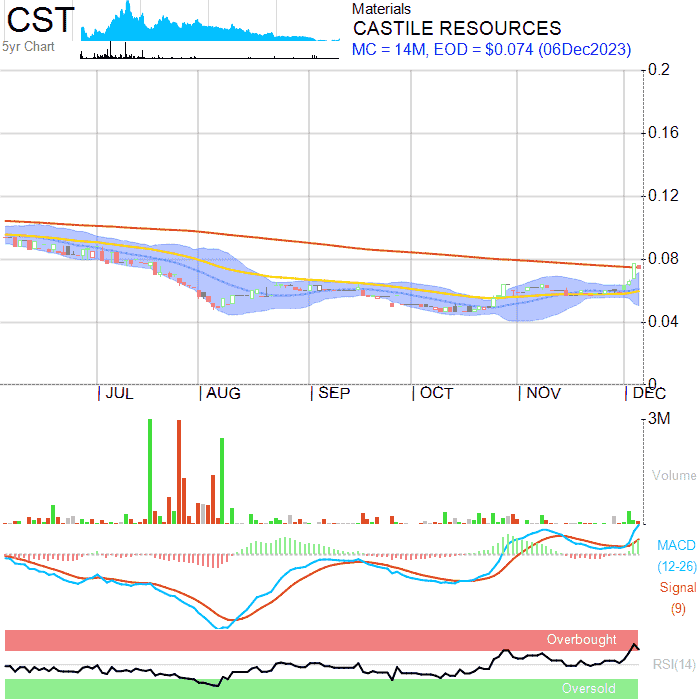 CST
5yr Chart
Materials
CASTILE RESOURCES
MC = 14M, EOD = $0.074 (06Dec2023)
0.2
0.16
0.12
0.08
0.04
0
JUL
AUG
SEP
OCT
NOV
DEC
3M
Volume
MACD
(12-26)
Signal
(9)
Overbought
RSI(14)
Oversold